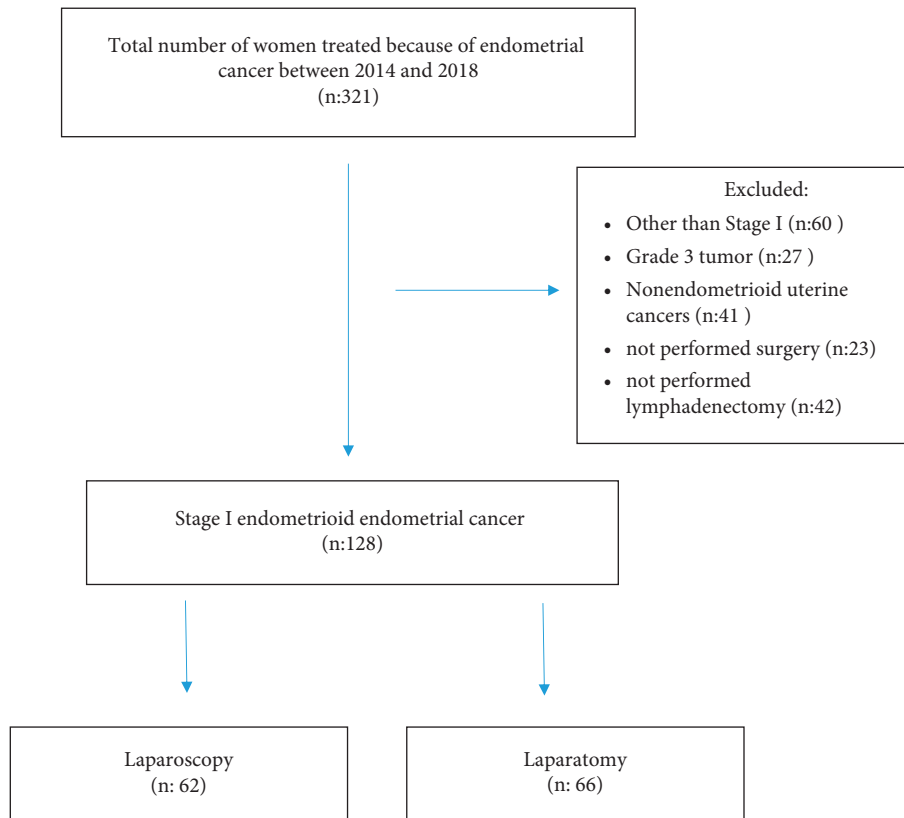 Total number of women treated because of endometrial
cancer between 2014 and 2018
(n:321)
Excluded:
• Other than Stage I (n:60 )
• Grade 3 tumor (n:27 )
• Nonendometrioid uterine
cancers (n:41 )
• not performed surgery (n:23)
• not performed
lymphadenectomy (n:42)
Stage I endometrioid endometrial cancer
(n:128)
Laparoscopy
(n: 62)
Laparatomy
(n: 66)